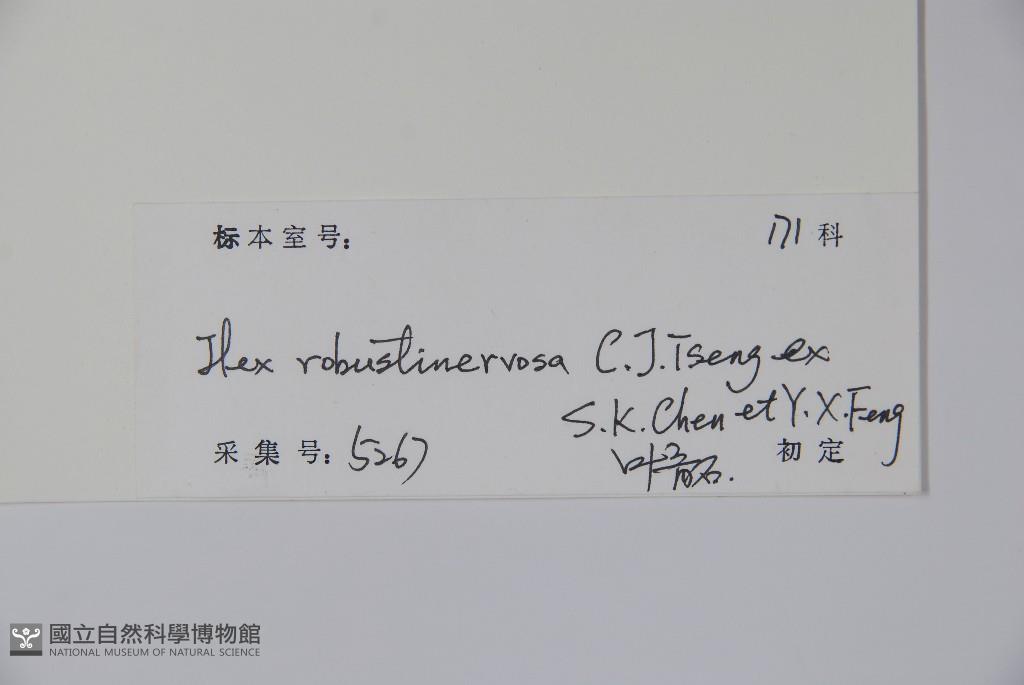 标本室号: 171 科
Ilex robustinervosa C.J.Tseng ex
S.K.Chen et Y.X.Feng
采集号: 5267 初定
國立自然科學博物館
NATIONAL MUSEUM OF NATURAL SCIENCE